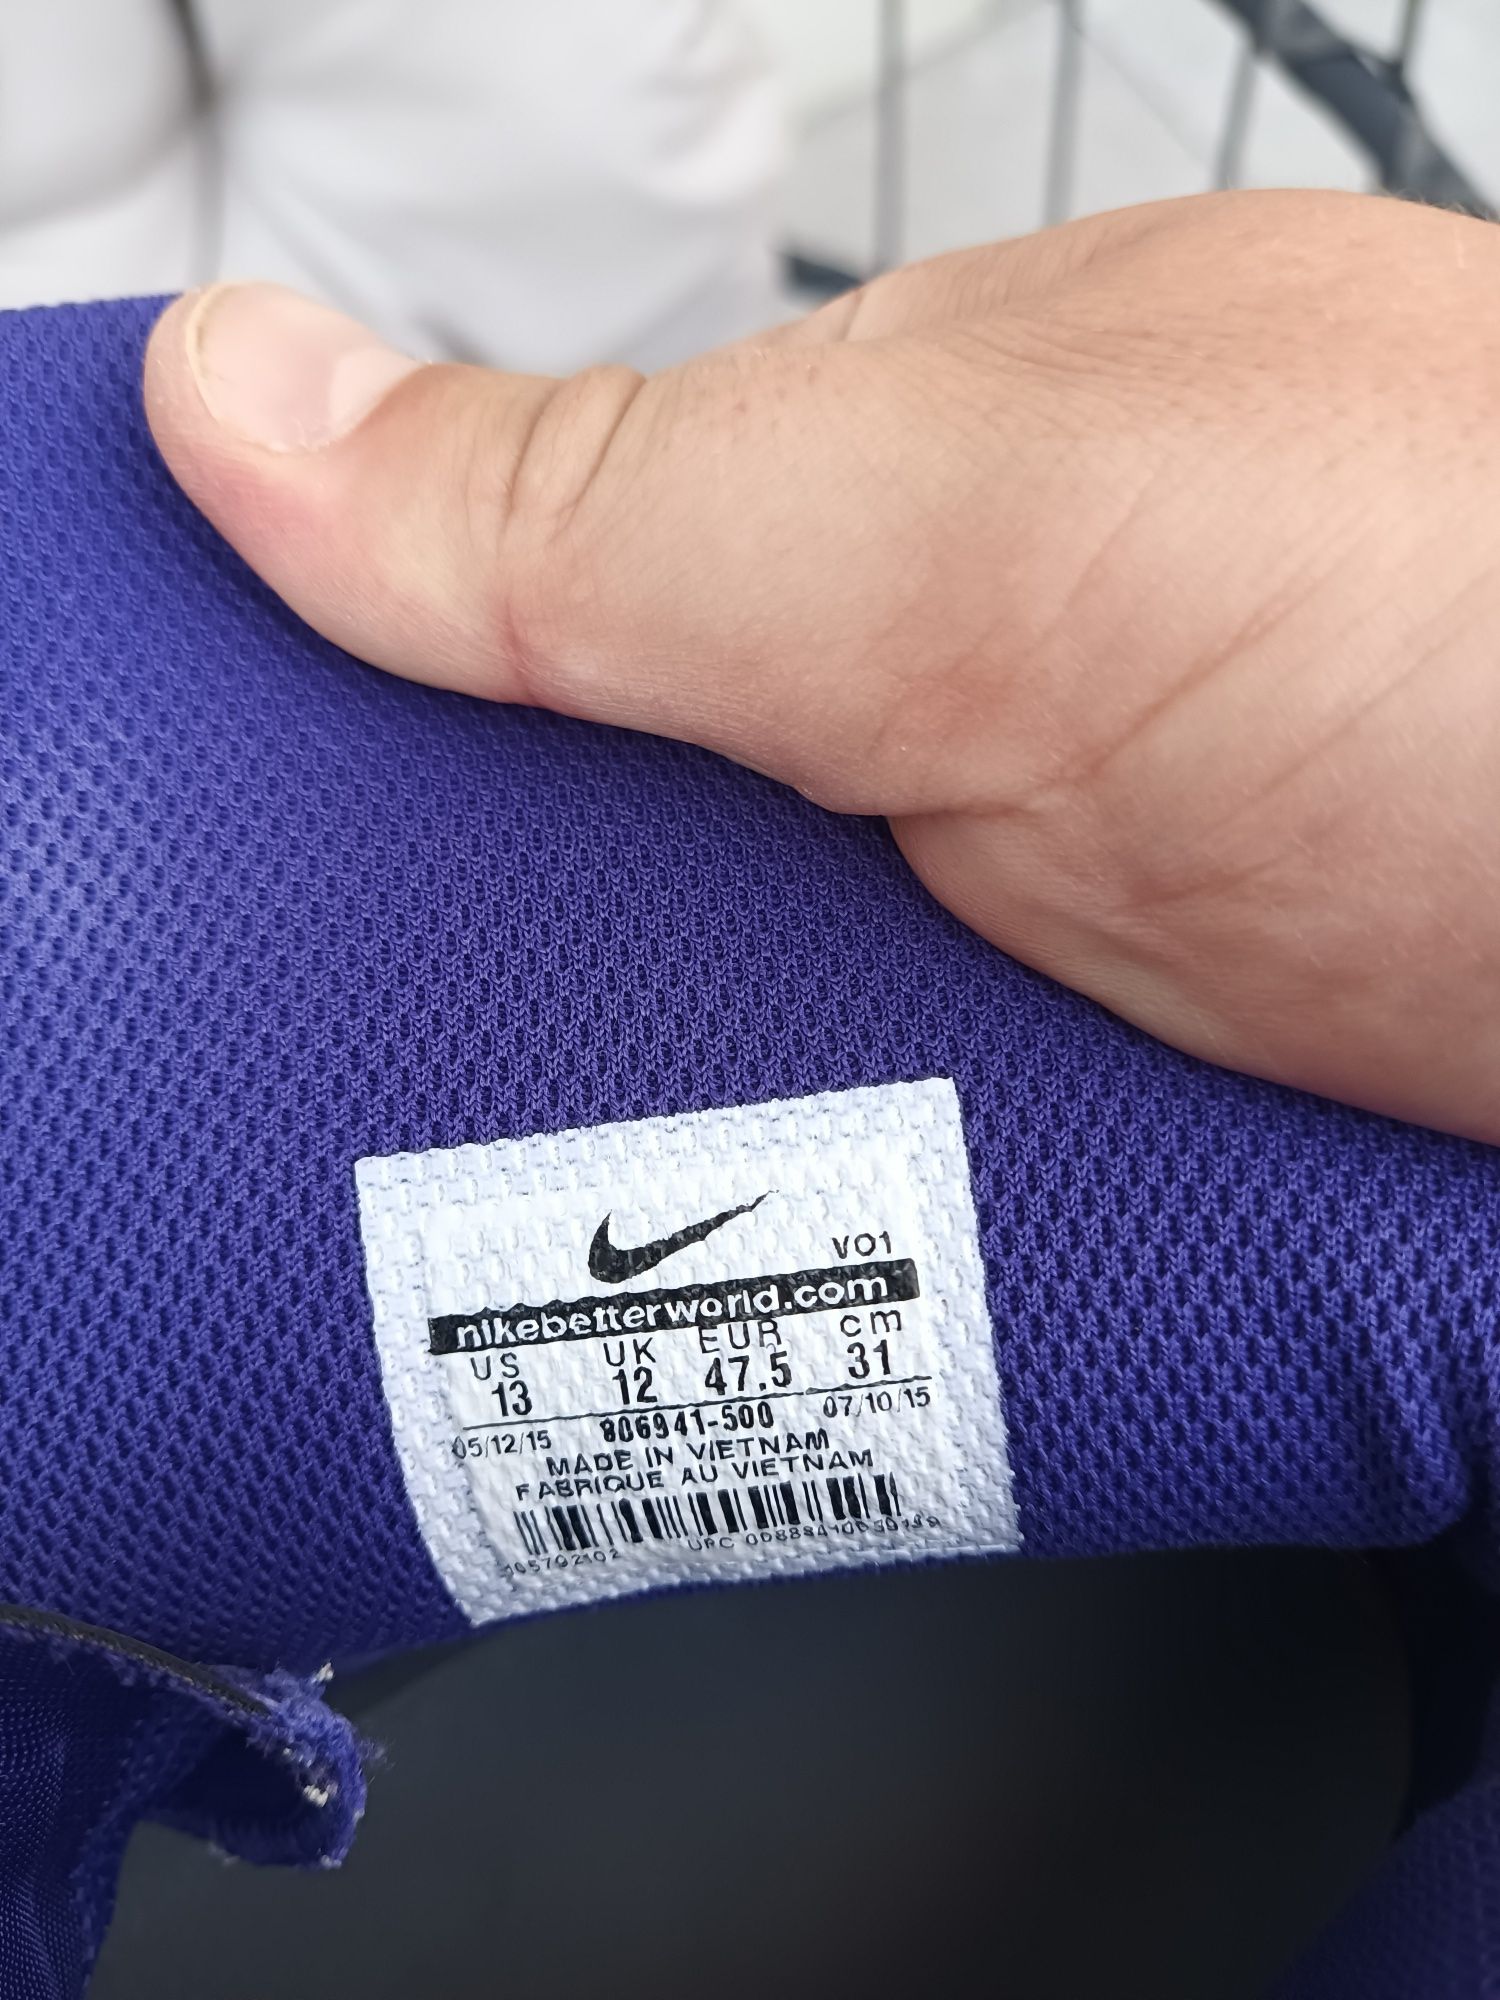 VO1
nikebetterworld.com
US UK EUR cm
13 12 47.5 31
05/12/15 806941-500 07/10/15
MADE IN VIETNAM
FABRIQUE AU VIETNAM
UPC